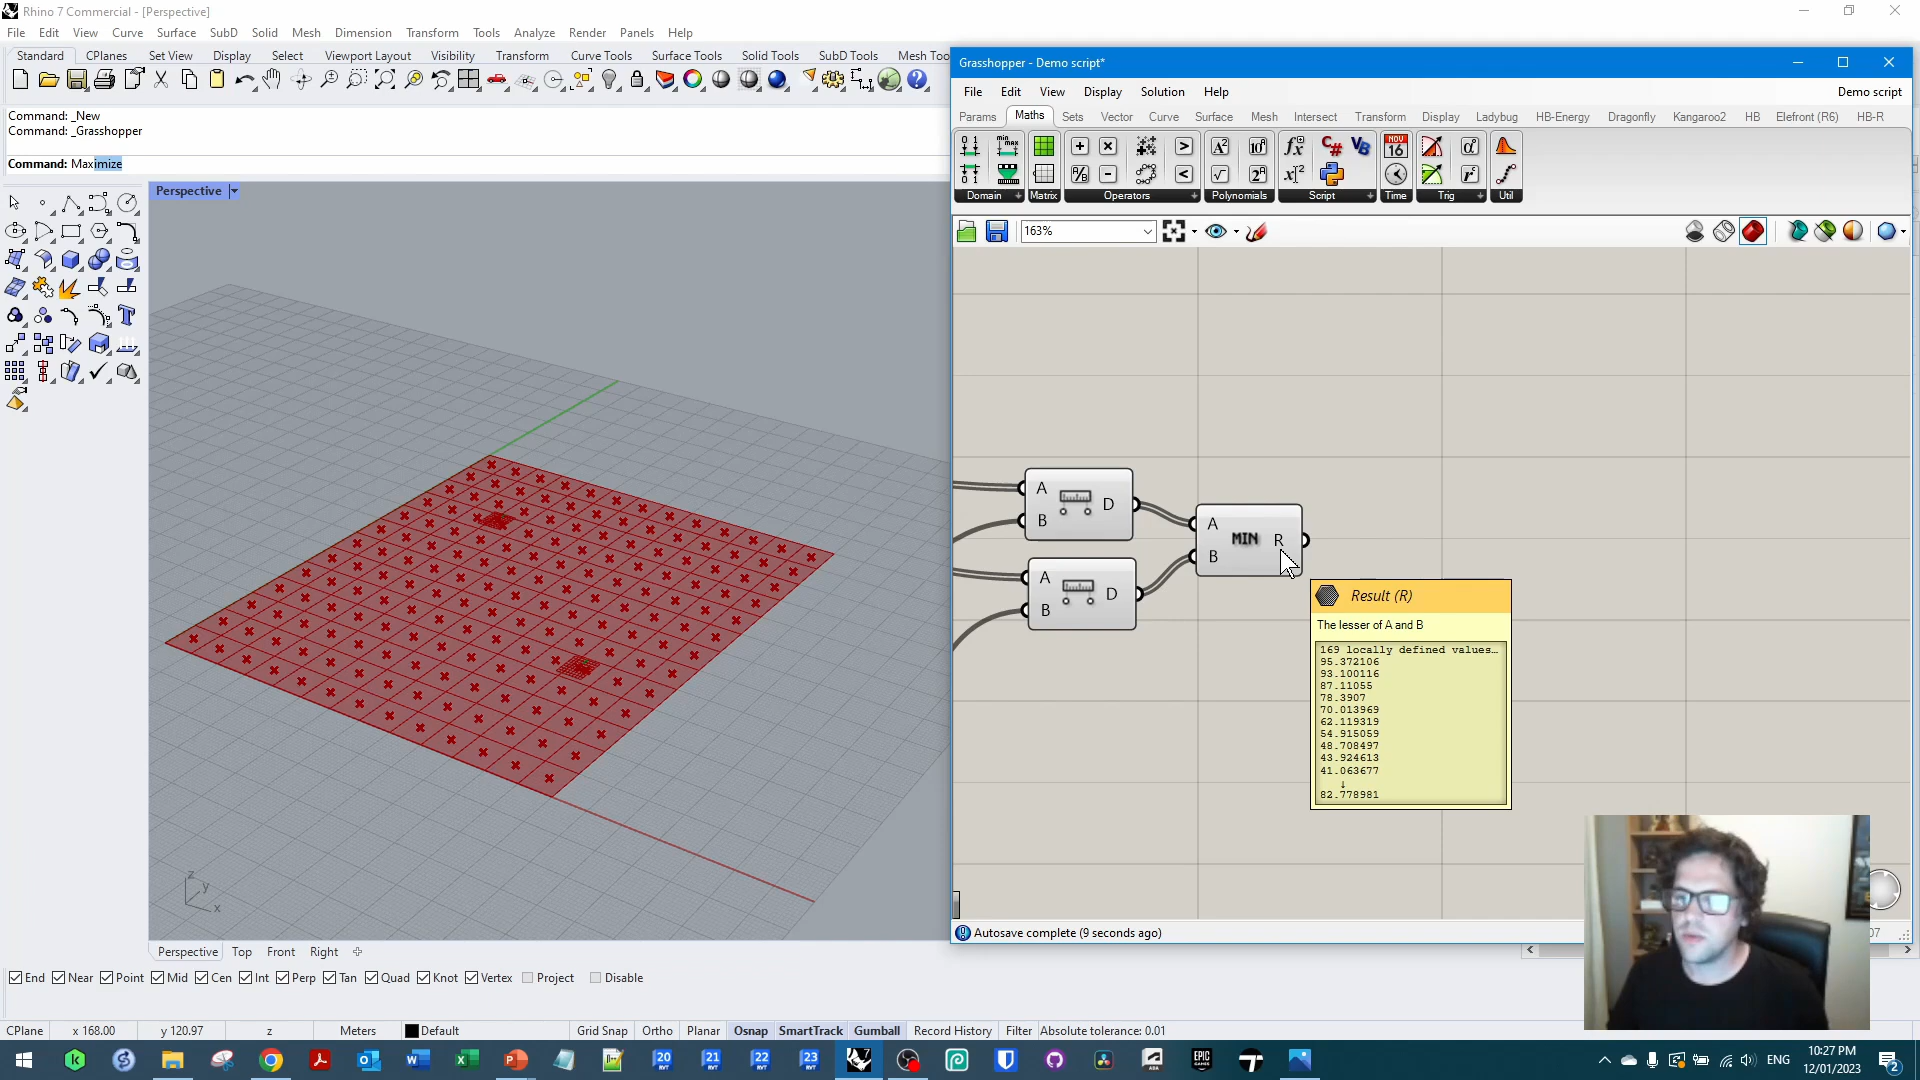 Rhino 7 Commercial - [Perspective]
File Edit View Curve Surface SubD Solid Mesh Dimension Transform Tools Analyze Render Panels Help
Standard CPlanes Set View Display Select Viewport Layout Visibility Transform Curve Tools Surface Tools Solid Tools SubD Tools Mesh Too
Command: _New
Command: _Grasshopper
Command: Maximize
Perspective
z
y
x
Perspective Top Front Right
End Near Point Mid Cen Int Perp Tan Quad Knot Vertex Project Disable
CPlane x 168.00 y 120.97 z Meters Default Grid Snap Ortho Planar Osnap SmartTrack Gumball Record History Filter Absolute tolerance: 0.01
Grasshopper - Demo script*
File Edit View Display Solution Help Demo script
Params Maths Sets Vector Curve Surface Mesh Intersect Transform Display Ladybug HB-Energy Dragonfly Kangaroo2 HB Elefront (R6) HB-R
Domain Matrix Operators Polynomials Script Time Trig Util
163%
A
B
D
A
B
D
A
B
MIN
R
Result (R)
The lesser of A and B
169 locally defined values…
95.372106
93.100116
87.11055
78.3907
70.013969
62.119319
54.915059
48.708497
43.924613
41.063677
↓
82.778981
Autosave complete (9 seconds ago)
07
20 21 22 23
ENG
10:27 PM
12/01/2023
2